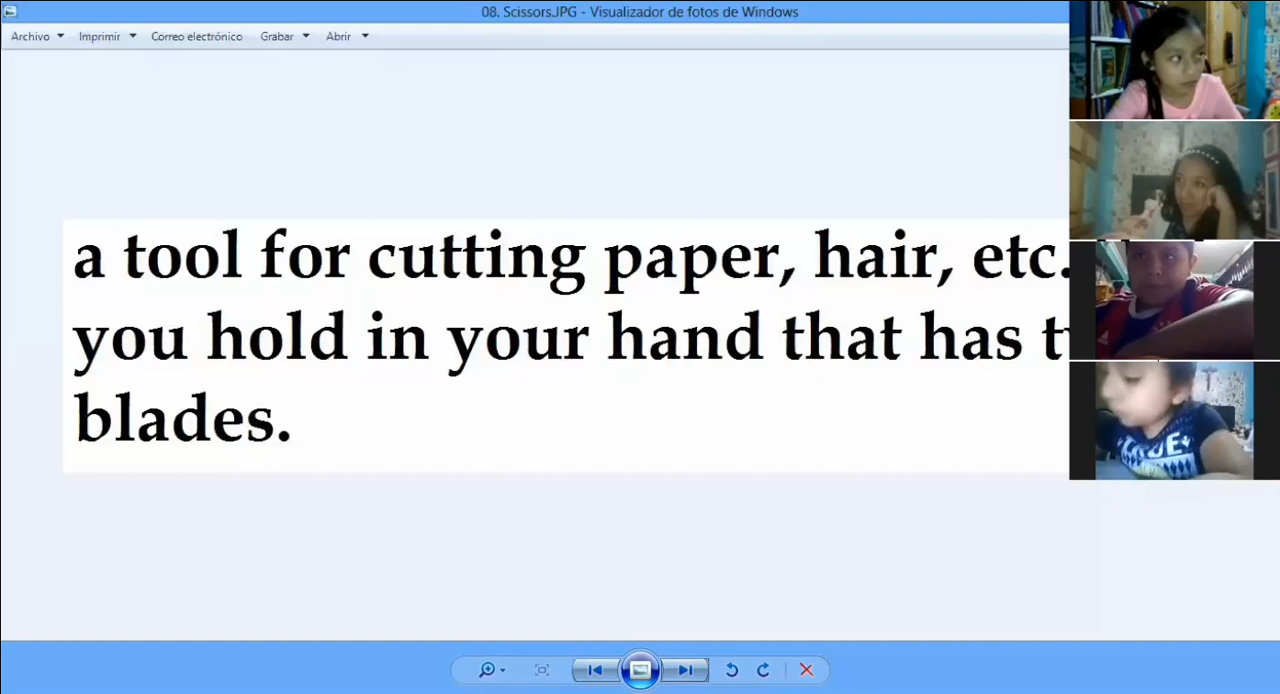 08. Scissors.JPG - Visualizador de fotos de Windows
Archivo Imprimir Correo electrónico Grabar Abrir
a tool for cutting paper, hair, etc.
you hold in your hand that has
blades.